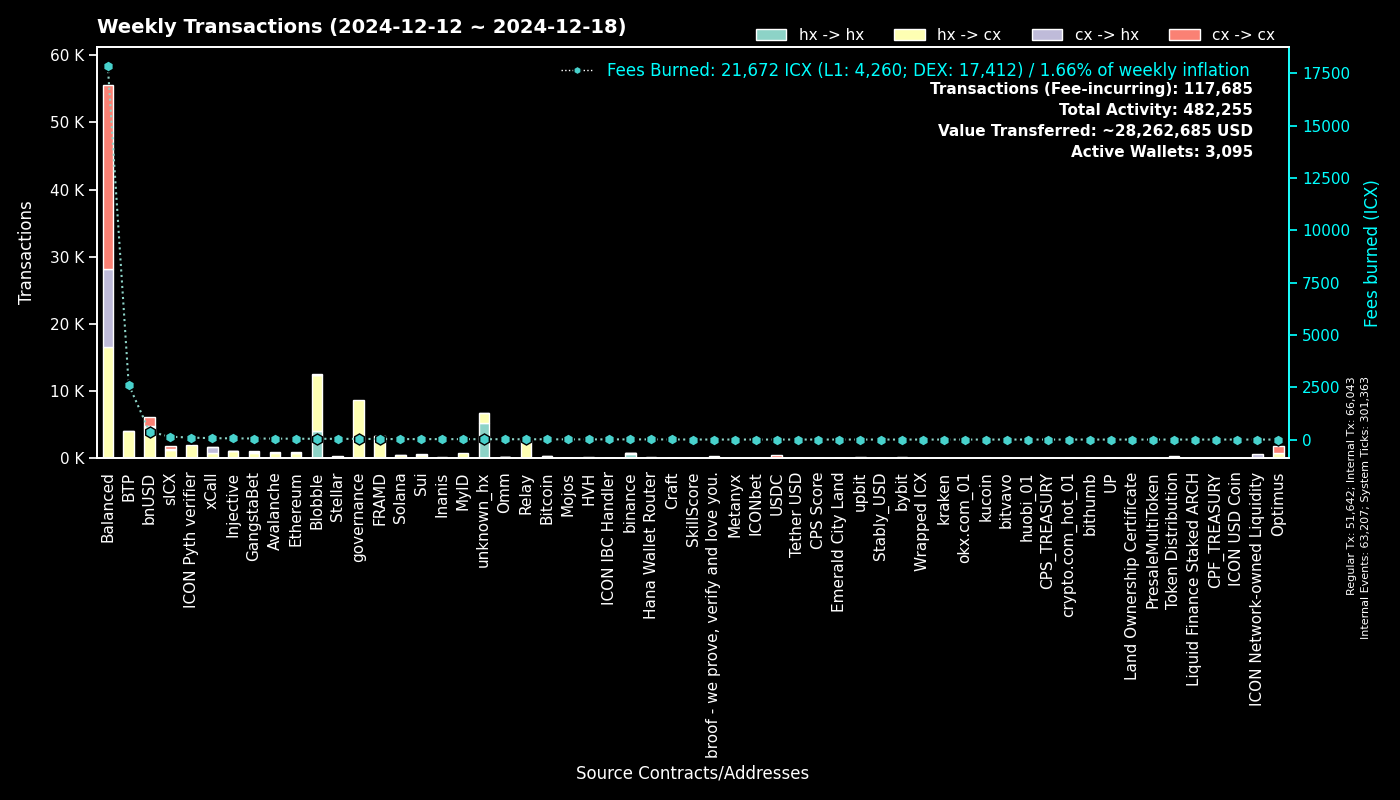 Weekly Transactions (2024-12-12 ~ 2024-12-18)
hx -> hx
hx -> cx
cx -> hx
cx -> cx
Fees Burned: 21,672 ICX (L1: 4,260; DEX: 17,412) / 1.66% of weekly inflation
Transactions (Fee-incurring): 117,685
Total Activity: 482,255
Value Transferred: ~28,262,685 USD
Active Wallets: 3,095
Transactions
60 K
50 K
40 K
30 K
20 K
10 K
0 K
17500
15000
12500
10000
7500
5000
2500
0
Fees burned (ICX)
Regular Tx: 51,642; Internal Tx: 66,043
Internal Events: 63,207; System Ticks: 301,363
Balanced
BTP
bnUSD
sICX
ICON Pyth verifier
xCall
Injective
GangstaBet
Avalanche
Ethereum
Blobble
Stellar
governance
FRAMD
Solana
Sui
Inanis
MyID
unknown_hx
Omm
Relay
Bitcoin
Mojos
HVH
ICON IBC Handler
binance
Hana Wallet Router
Craft
SkillScore
broof - we prove, verify and love you.
Metanyx
ICONbet
USDC
Tether USD
CPS Score
Emerald City Land
upbit
Stably_USD
bybit
Wrapped ICX
kraken
okx.com_01
kucoin
bitvavo
huobi_01
CPS_TREASURY
crypto.com_hot_01
bithumb
UP
Land Ownership Certificate
PresaleMultiToken
Token Distribution
Liquid Finance Staked ARCH
CPF_TREASURY
ICON USD Coin
ICON Network-owned Liquidity
Optimus
Source Contracts/Addresses